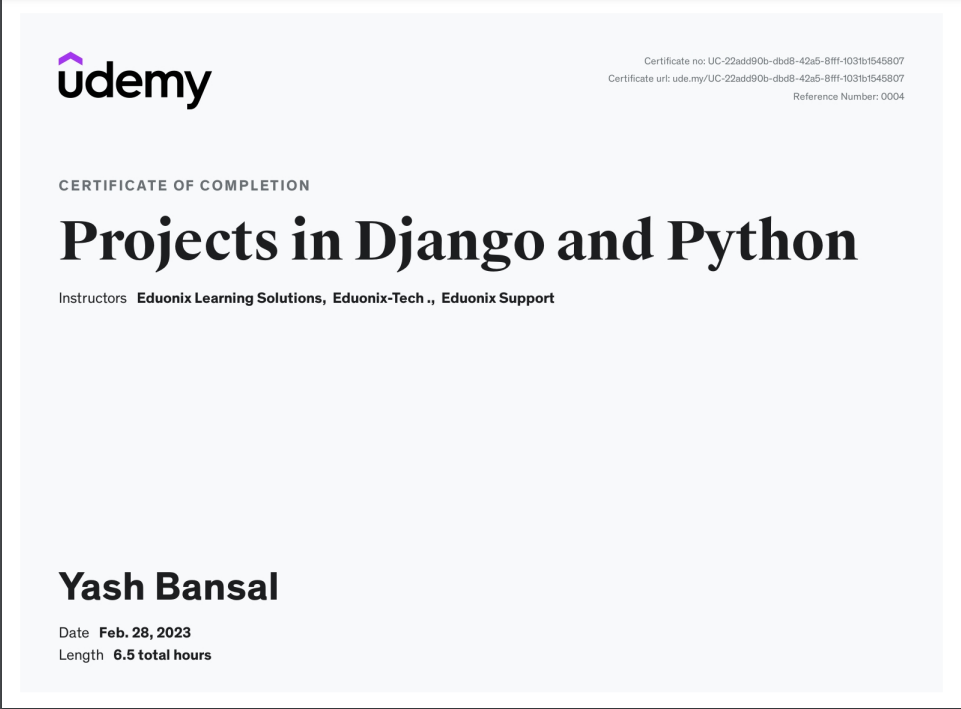 udemy
Certificate no: UC-22add90b-dbd8-42a5-8fff-1031b1545807
Certificate url: ude.my/UC-22add90b-dbd8-42a5-8fff-1031b1545807
Reference Number: 0004
CERTIFICATE OF COMPLETION
Projects in Django and Python
Instructors Eduonix Learning Solutions, Eduonix-Tech ., Eduonix Support
Yash Bansal
Date Feb. 28, 2023
Length 6.5 total hours